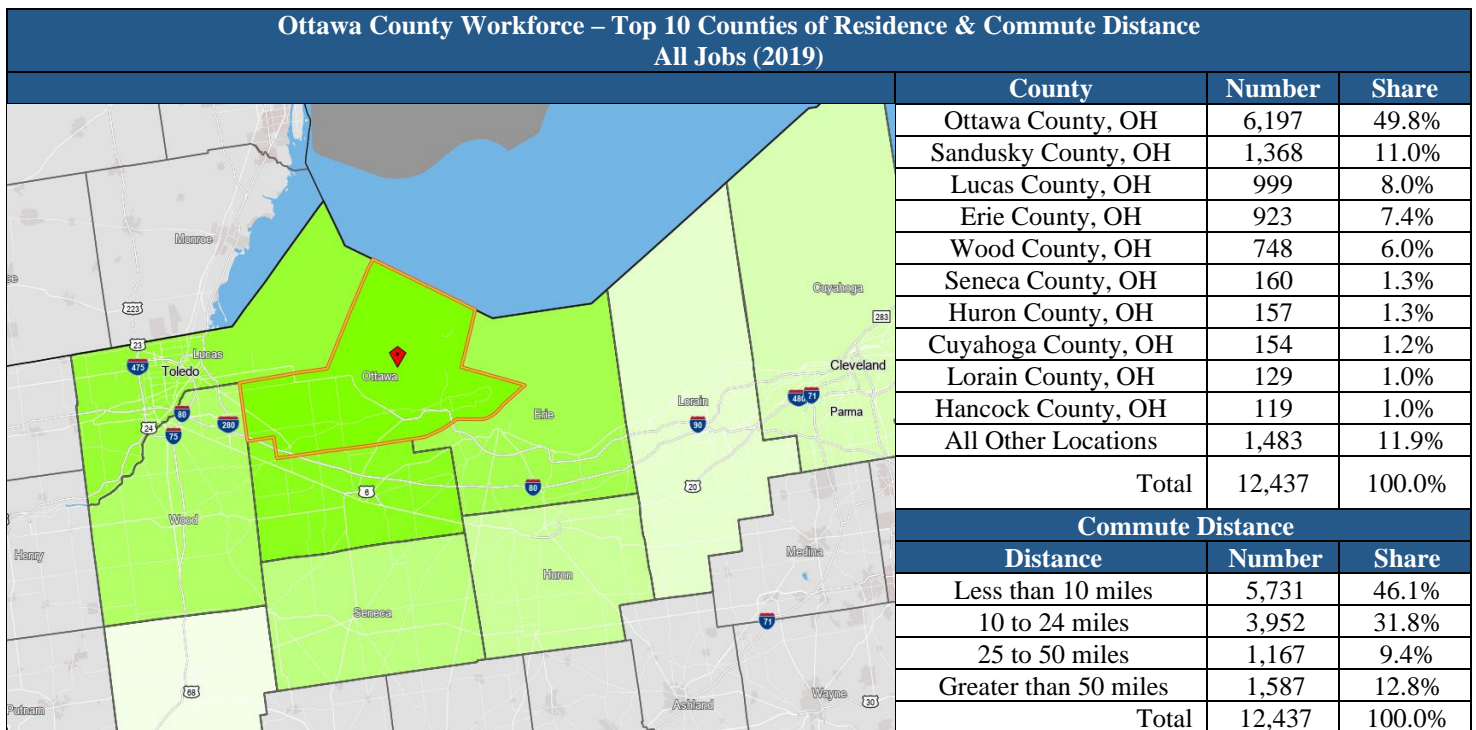 Ottawa County Workforce – Top 10 Counties of Residence & Commute Distance
All Jobs (2019)
County Number Share
Ottawa County, OH 6,197 49.8%
Sandusky County, OH 1,368 11.0%
Lucas County, OH 999 8.0%
Erie County, OH 923 7.4%
Wood County, OH 748 6.0%
Seneca County, OH 160 1.3%
Huron County, OH 157 1.3%
Cuyahoga County, OH 154 1.2%
Lorain County, OH 129 1.0%
Hancock County, OH 119 1.0%
All Other Locations 1,483 11.9%
Total 12,437 100.0%
Commute Distance
Distance Number Share
Less than 10 miles 5,731 46.1%
10 to 24 miles 3,952 31.8%
25 to 50 miles 1,167 9.4%
Greater than 50 miles 1,587 12.8%
Total 12,437 100.0%
Monroe
223
23
475
Lucas
Toledo
80
24
75
280
Ottawa
Erie
Lorain
90
Cuyahoga
283
Cleveland
480
71
Parma
6
80
20
Wood
Henry
Huron
Medina
Seneca
71
68
Putnam
Ashland
Wayne
30